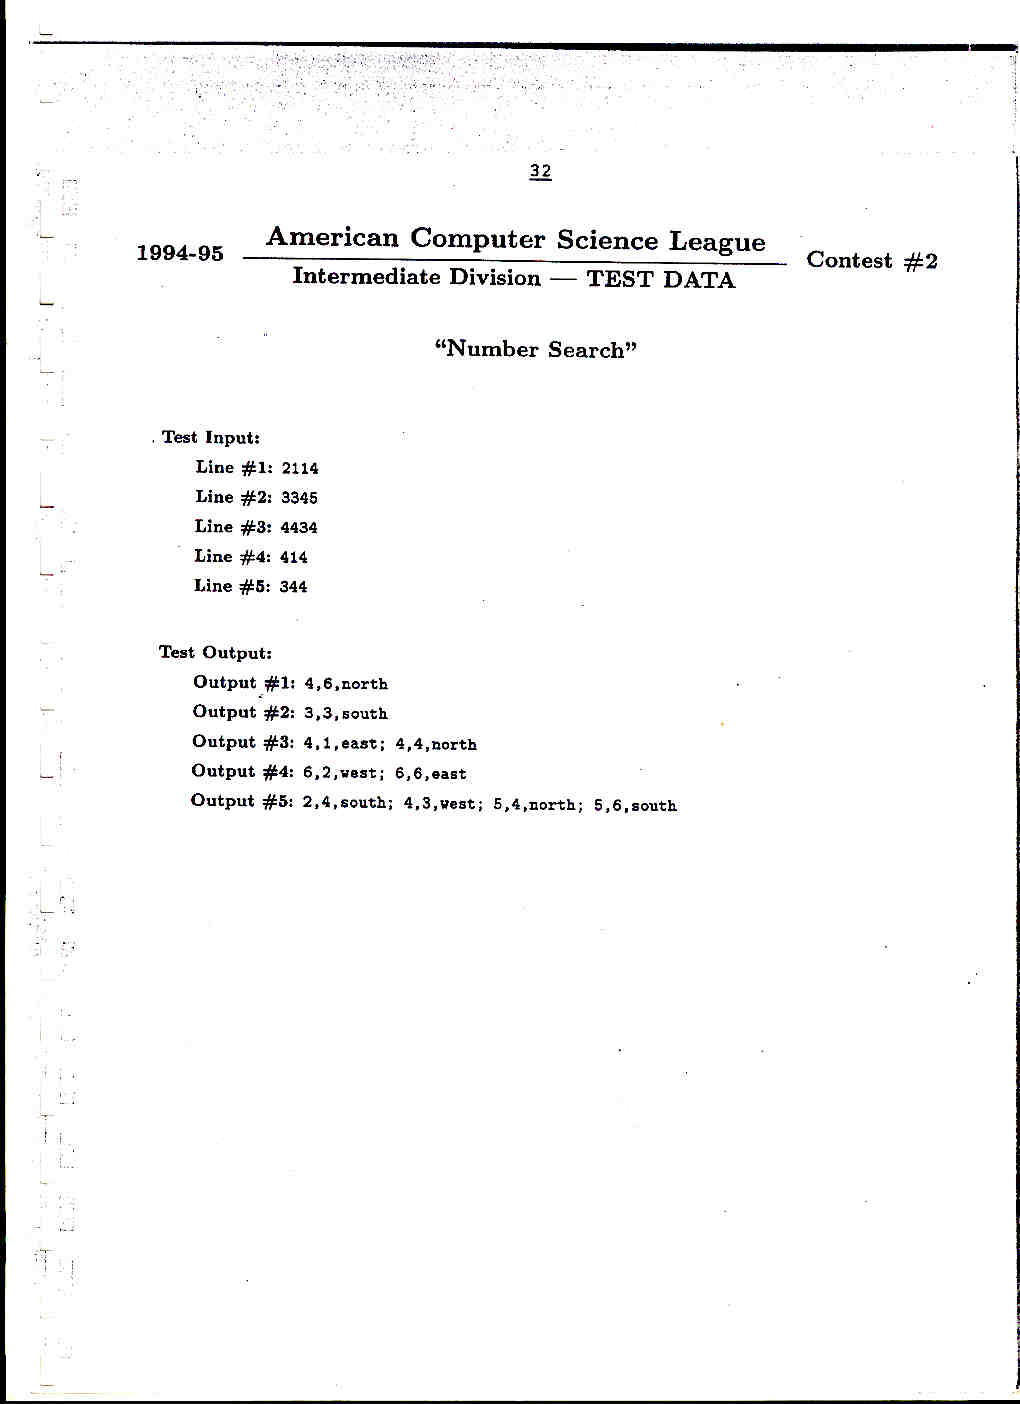 32
1994-95 American Computer Science League Contest #2
Intermediate Division — TEST DATA
“Number Search”
Test Input:
Line #1: 2114
Line #2: 3345
Line #3: 4434
Line #4: 414
Line #5: 344
Test Output:
Output #1: 4,6,north
Output #2: 3,3,south
Output #3: 4,1,east; 4,4,north
Output #4: 6,2,west; 6,6,east
Output #5: 2,4,south; 4,3,west; 5,4,north; 5,6,south